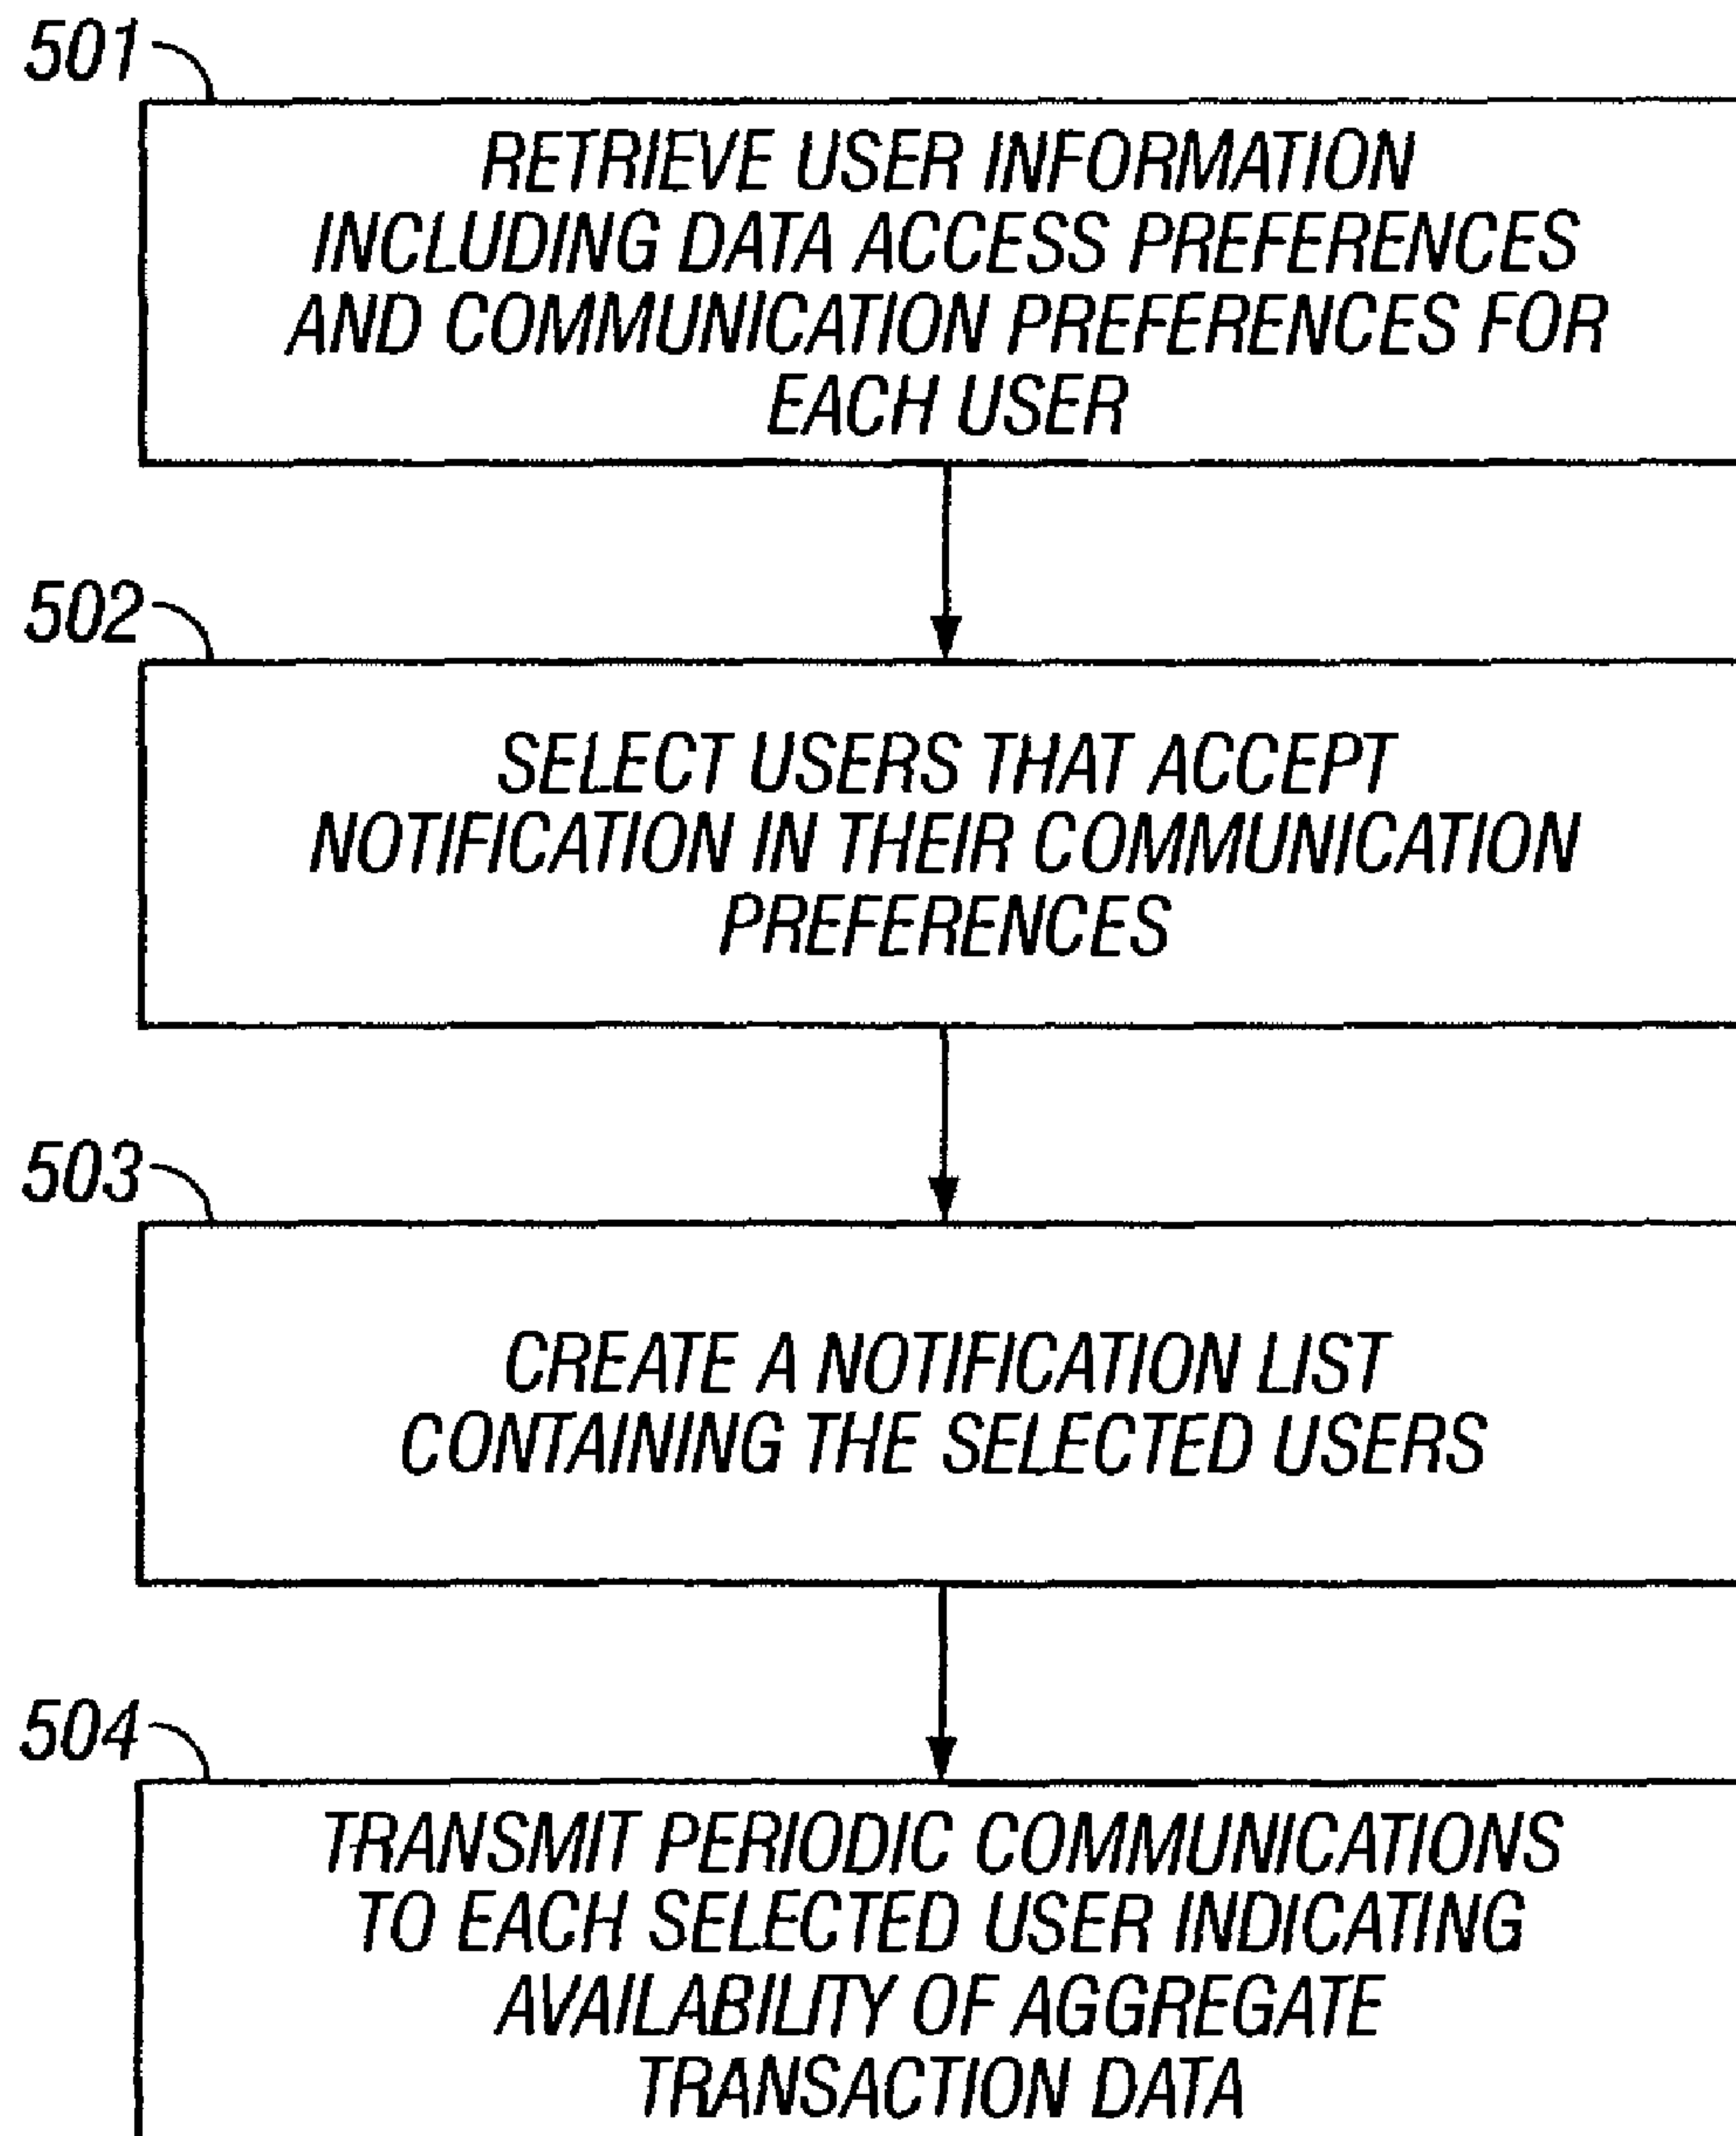 501
RETRIEVE USER INFORMATION
INCLUDING DATA ACCESS PREFERENCES
AND COMMUNICATION PREFERENCES FOR
EACH USER
502
SELECT USERS THAT ACCEPT
NOTIFICATION IN THEIR COMMUNICATION
PREFERENCES
503
CREATE A NOTIFICATION LIST
CONTAINING THE SELECTED USERS
504
TRANSMIT PERIODIC COMMUNICATIONS
TO EACH SELECTED USER INDICATING
AVAILABILITY OF AGGREGATE
TRANSACTION DATA